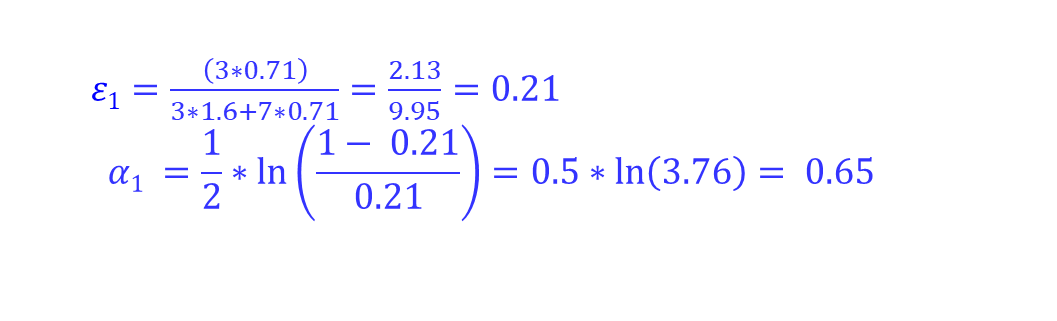 ε₁ = (3*0.71) / 3*1.6+7*0.71 = 2.13 / 9.95 = 0.21
α₁ = 1 / 2 * ln(1 − 0.21 / 0.21) = 0.5 * ln(3.76) = 0.65